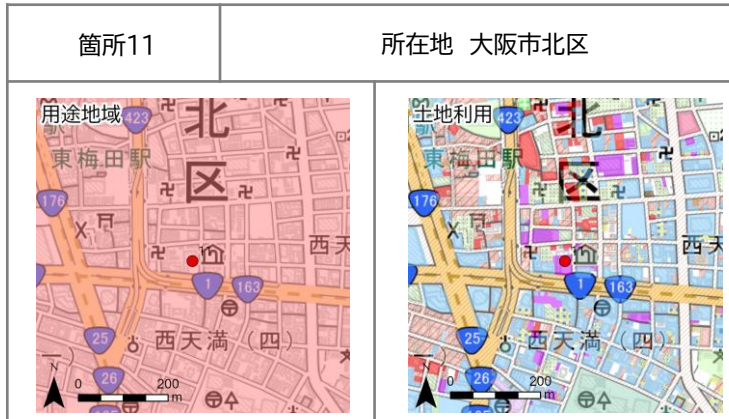 箇所11
所在地 大阪市北区
用途地域
423
北
東梅田駅
区
176
西天
1
163
西天満（四）
25
26
N
0 200
m
土地利用
423
北
東梅田駅
区
176
西天
1
163
西天満（四）
25
26
N
0 200
m